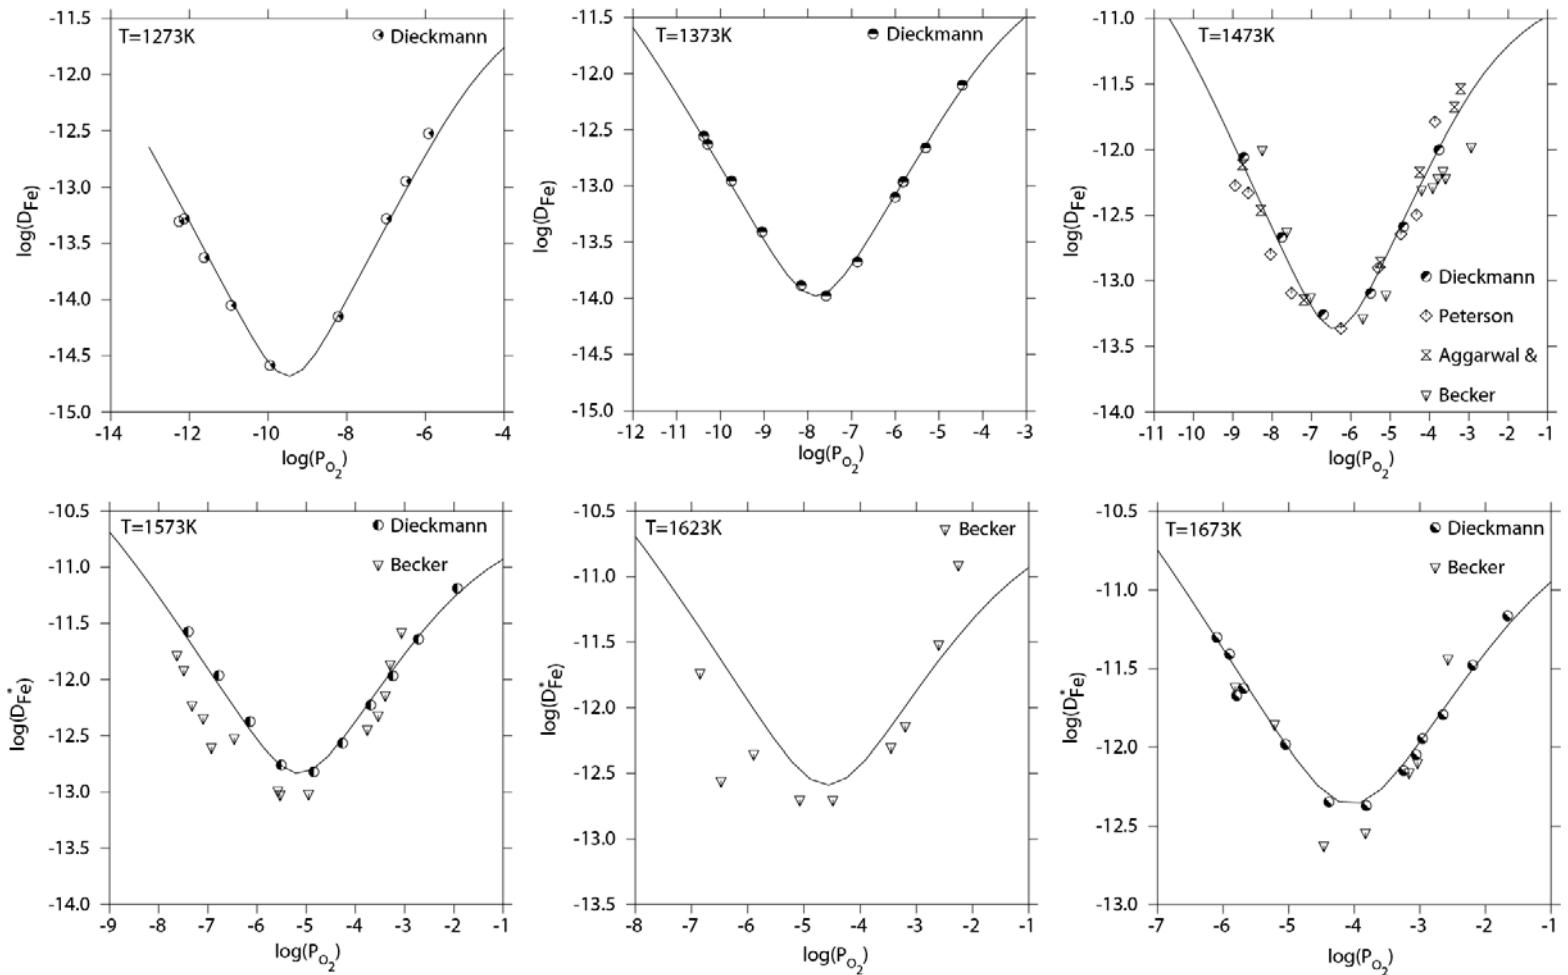 T=1273K
Dieckmann
-11.5
-12.0
-12.5
-13.0
-13.5
-14.0
-14.5
-15.0
log(DFe)
-14 -12 -10 -8 -6 -4
log(PO2)
T=1373K
Dieckmann
-11.5
-12.0
-12.5
-13.0
-13.5
-14.0
-14.5
-15.0
log(DFe)
-12 -11 -10 -9 -8 -7 -6 -5 -4 -3
log(PO2)
T=1473K
-11.0
-11.5
-12.0
-12.5
-13.0
-13.5
-14.0
log(DFe)
Dieckmann
Peterson
Aggarwal &
Becker
-11 -10 -9 -8 -7 -6 -5 -4 -3 -2 -1
log(PO2)
T=1573K
Dieckmann
Becker
-10.5
-11.0
-11.5
-12.0
-12.5
-13.0
-13.5
-14.0
log(D*Fe)
-9 -8 -7 -6 -5 -4 -3 -2 -1
log(PO2)
T=1623K
Becker
-10.5
-11.0
-11.5
-12.0
-12.5
-13.0
-13.5
log(D*Fe)
-8 -7 -6 -5 -4 -3 -2 -1
log(PO2)
T=1673K
Dieckmann
Becker
-10.5
-11.0
-11.5
-12.0
-12.5
-13.0
log(D*Fe)
-7 -6 -5 -4 -3 -2 -1
log(PO2)